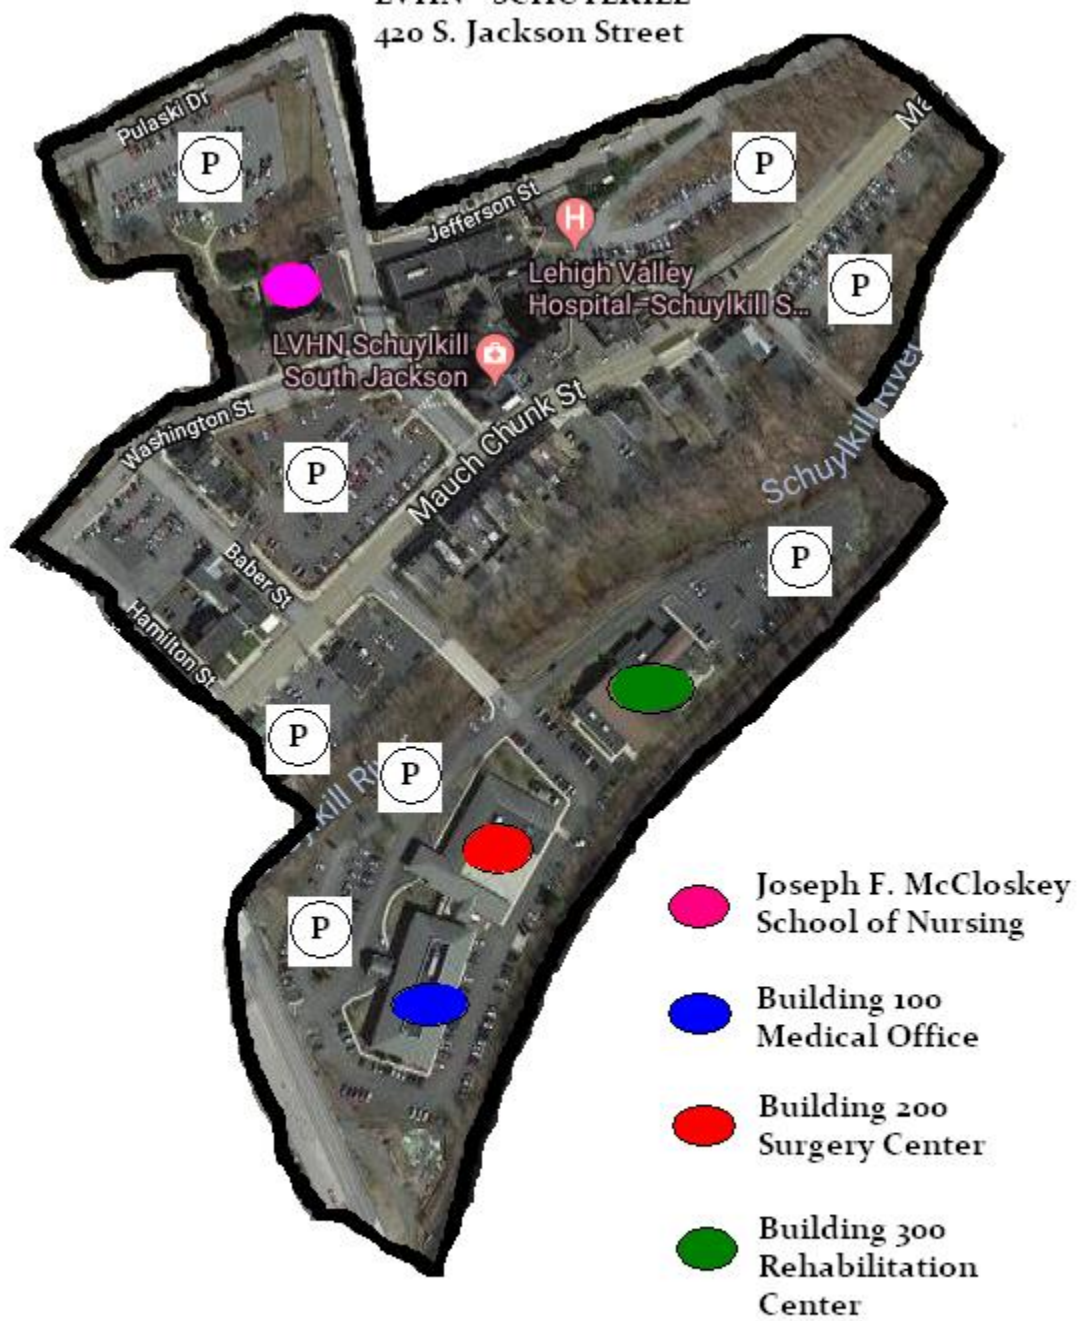 LVHN - SCHUYLKILL
420 S. Jackson Street
Pulaski Dr
P
P
Jefferson St
H
Lehigh Valley
Hospital-Schuylkill S...
P
LVHN Schuylkill
South Jackson
Washington St
Mauch Chunk St
P
Schuylkill River
Baber St
P
Hamilton St
P
P
P
Joseph F. McCloskey
School of Nursing
Building 100
Medical Office
Building 200
Surgery Center
Building 300
Rehabilitation
Center